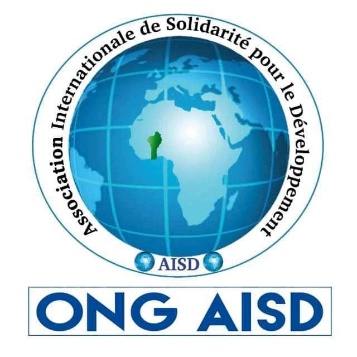 Association Internationale de Solidarité pour le Développement
AISD
ONG AISD